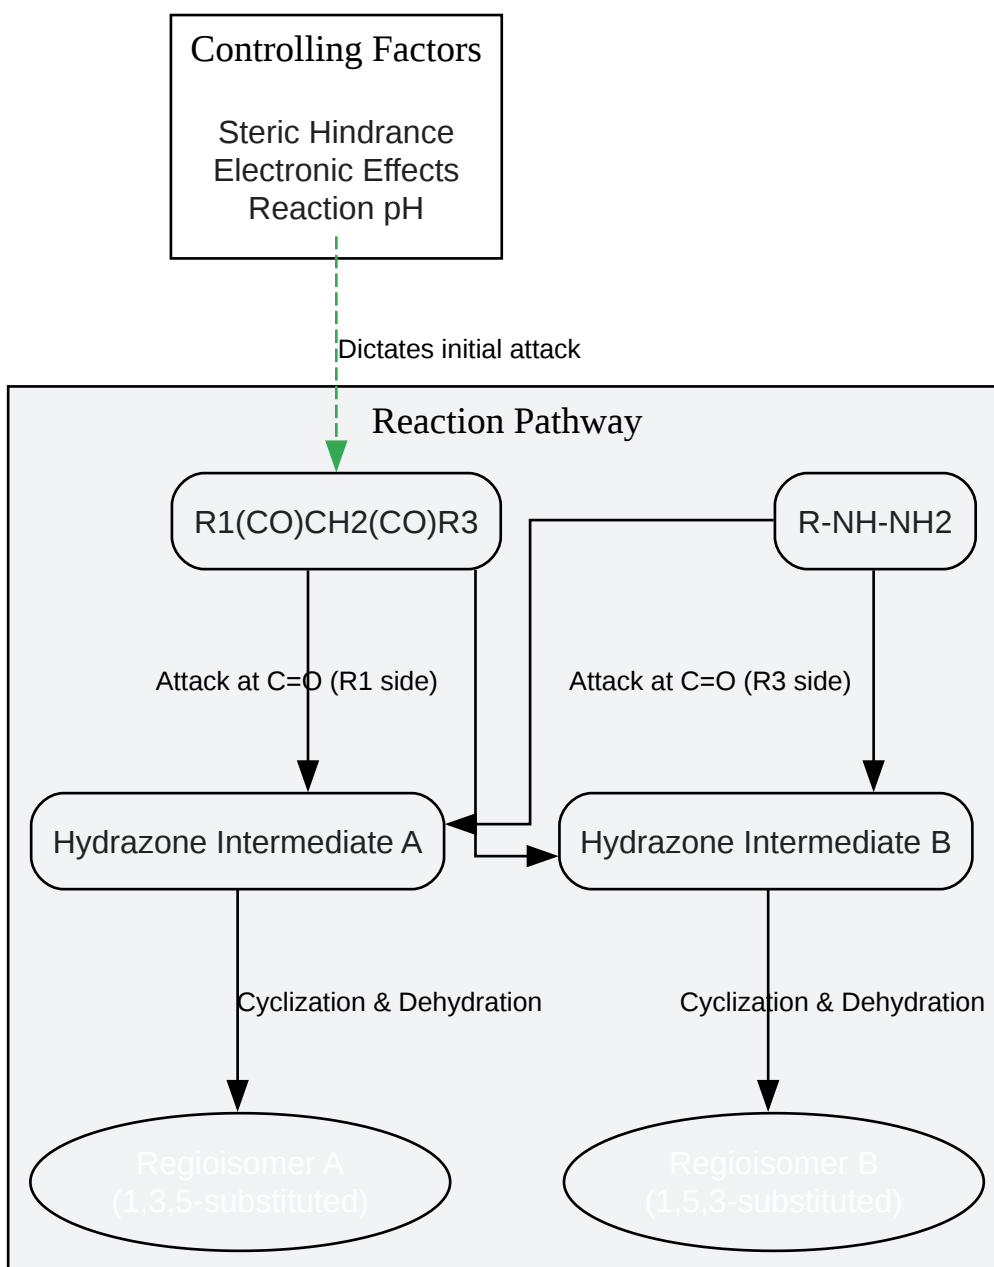 Controlling Factors
Steric Hindrance
Electronic Effects
Reaction pH
Dictates initial attack
Reaction Pathway
R1(CO)CH2(CO)R3
R-NH-NH2
Attack at C=O (R1 side)
Attack at C=O (R3 side)
Hydrazone Intermediate A
Hydrazone Intermediate B
Cyclization & Dehydration
Cyclization & Dehydration
Regioisomer A
(1,3,5-substituted)
Regioisomer B
(1,5,3-substituted)